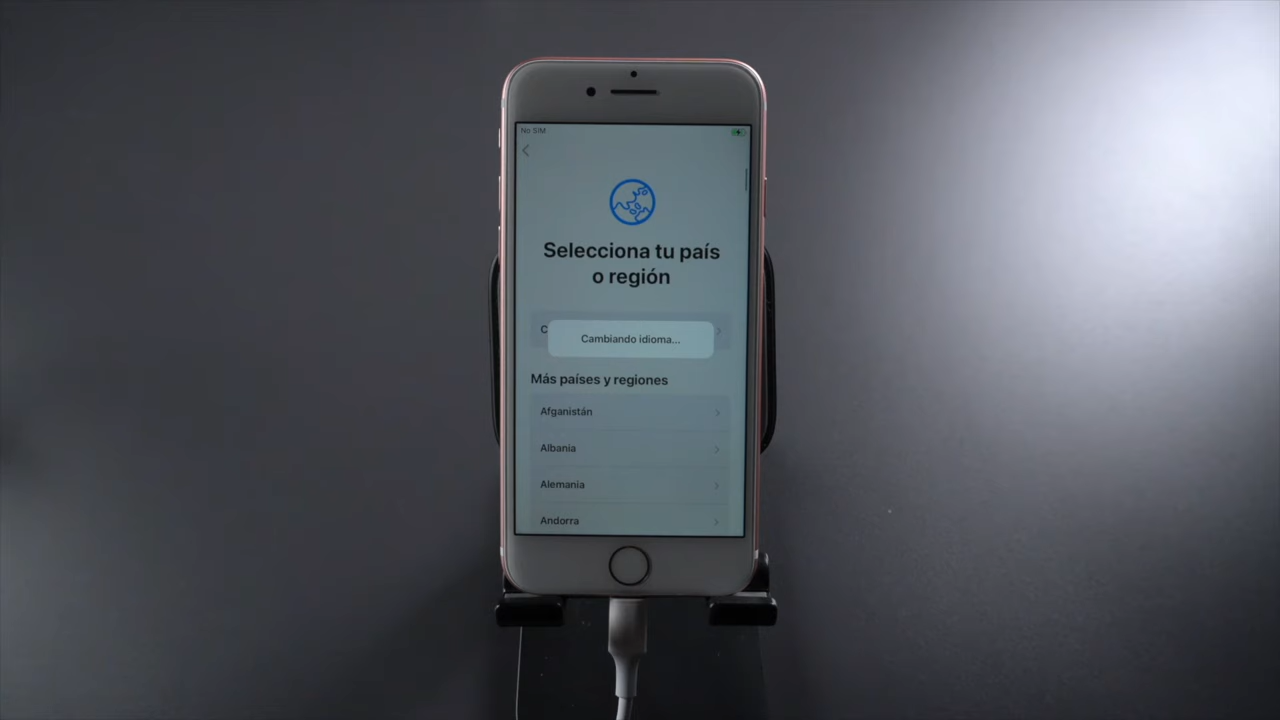 No SIM
Selecciona tu país
o región
C
Cambiando idioma...
Más países y regiones
Afganistán
Albania
Alemania
Andorra